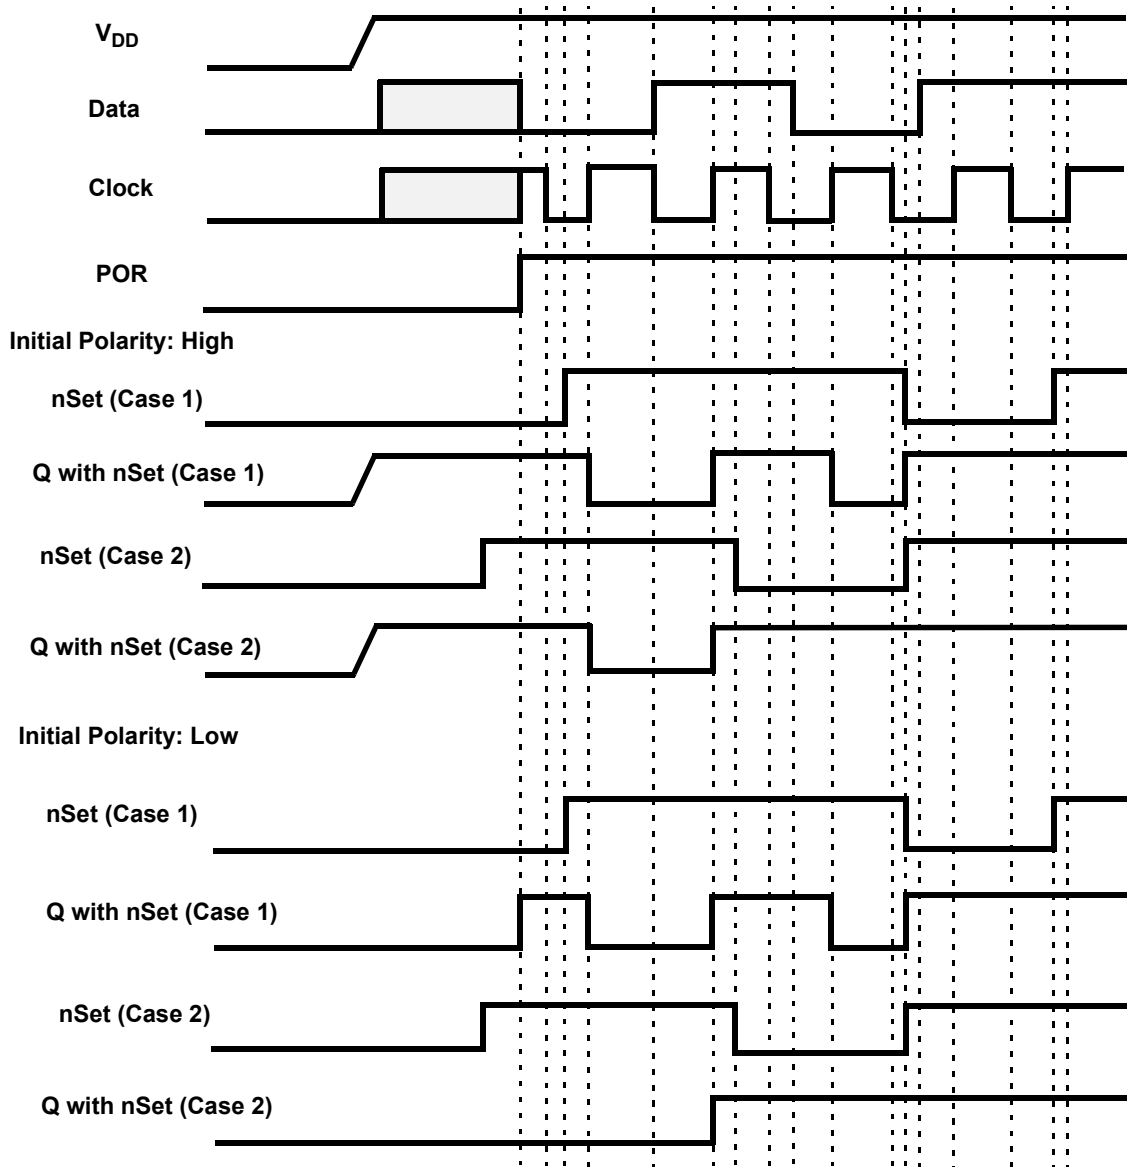 VDD
Data
Clock
POR
Initial Polarity: High
nSet (Case 1)
Q with nSet (Case 1)
nSet (Case 2)
Q with nSet (Case 2)
Initial Polarity: Low
nSet (Case 1)
Q with nSet (Case 1)
nSet (Case 2)
Q with nSet (Case 2)